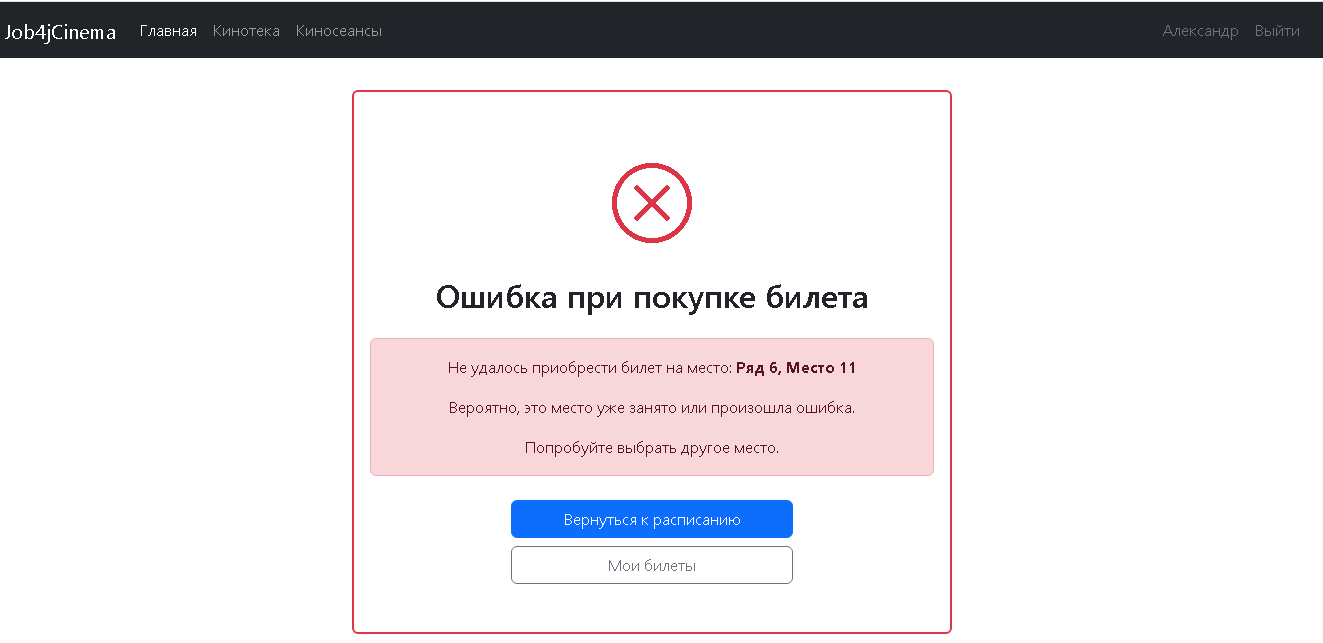 Job4jCinema Главная Кинотека Киносеансы Александр Выйти
Ошибка при покупке билета
Не удалось приобрести билет на место: Ряд 6, Место 11
Вероятно, это место уже занято или произошла ошибка.
Попробуйте выбрать другое место.
Вернуться к расписанию
Мои билеты